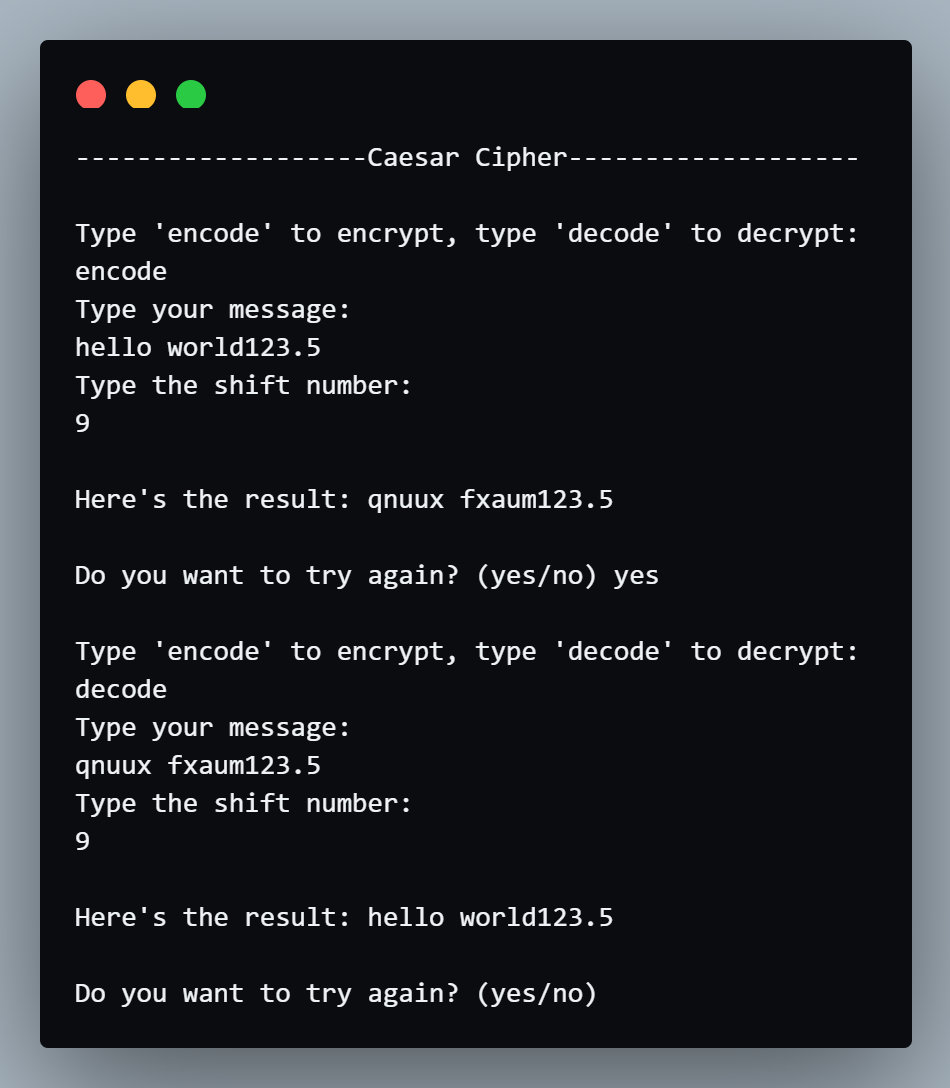 -------------------Caesar Cipher-------------------
Type 'encode' to encrypt, type 'decode' to decrypt:
encode
Type your message:
hello world123.5
Type the shift number:
9
Here's the result: qnuux fxaum123.5
Do you want to try again? (yes/no) yes
Type 'encode' to encrypt, type 'decode' to decrypt:
decode
Type your message:
qnuux fxaum123.5
Type the shift number:
9
Here's the result: hello world123.5
Do you want to try again? (yes/no)